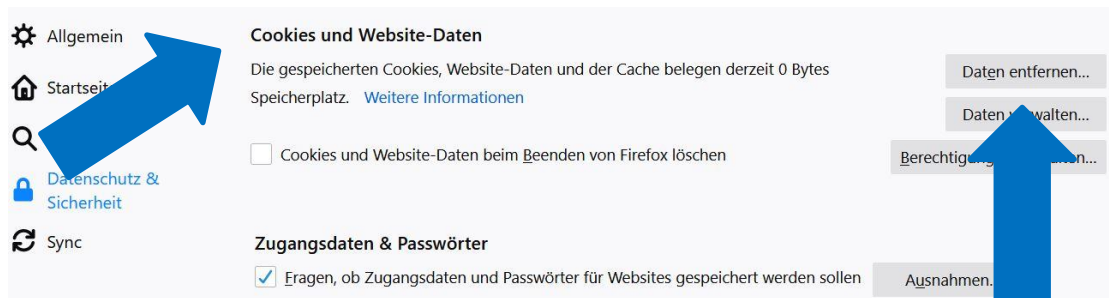 Allgemein
Startseite
Datenschutz &
Sicherheit
Sync
Cookies und Website-Daten
Die gespeicherten Cookies, Website-Daten und der Cache belegen derzeit 0 Bytes
Speicherplatz. Weitere Informationen
Daten entfernen...
Daten verwalten...
Cookies und Website-Daten beim Beenden von Firefox löschen
Zugangsdaten & Passwörter
Fragen, ob Zugangsdaten und Passwörter für Websites gespeichert werden sollen
Ausnahmen...